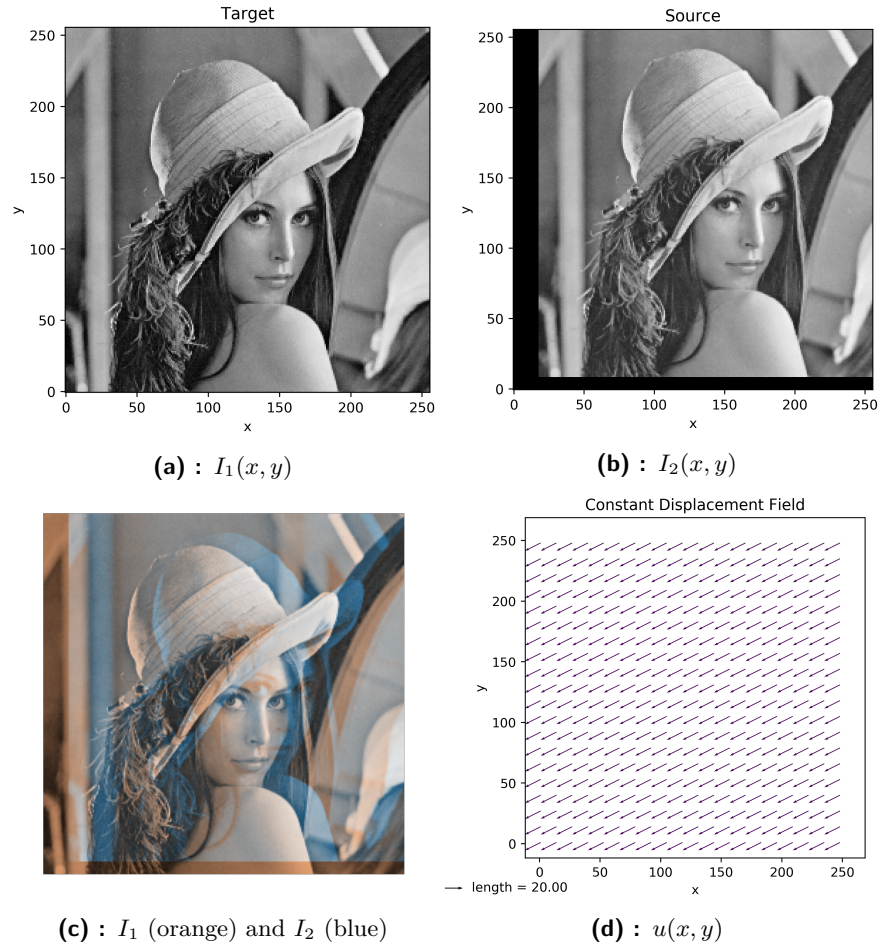 Target
250
200
150
100
50
0
y
0 50 100 150 200 250
x
(a) : I₁(x, y)
Source
250
200
150
100
50
0
y
0 50 100 150 200 250
x
(b) : I₂(x, y)
(c) : I₁ (orange) and I₂ (blue)
Constant Displacement Field
250
200
150
100
50
0
y
0 50 100 150 200 250
x
length = 20.00
(d) : u(x, y)